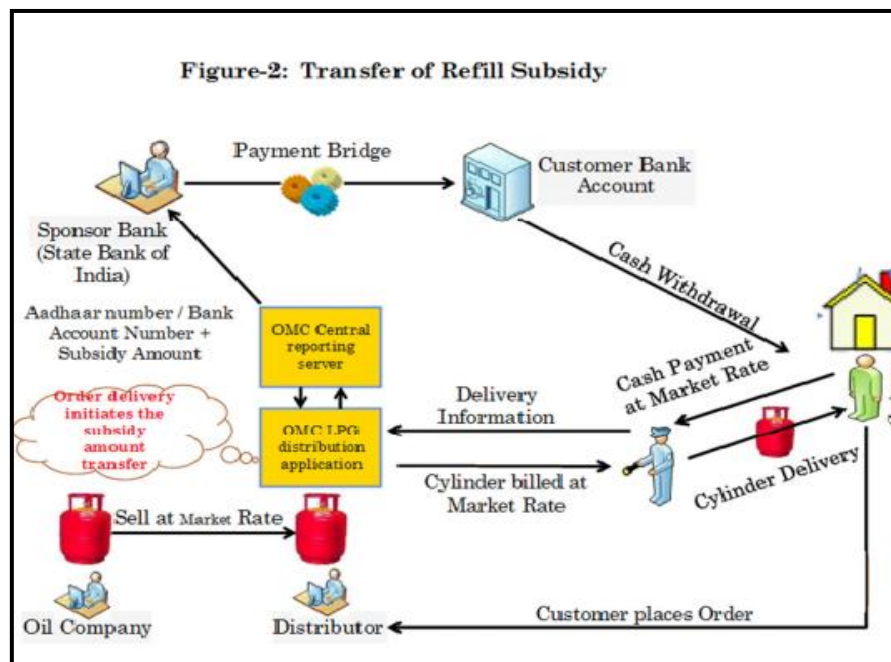 Figure-2: Transfer of Refill Subsidy
Payment Bridge
Customer Bank
Account
Sponsor Bank
(State Bank of
India)
Cash Withdrawal
Aadhaar number / Bank
Account Number +
Subsidy Amount
OMC Central
reporting
server
Cash Payment
at Market Rate
Order delivery
initiates the
subsidy
amount
transfer
Delivery
Information
OMC LPG
distribution
application
Cylinder billed at
Market Rate
Cylinder Delivery
Sell at Market Rate
Customer places Order
Oil Company
Distributor